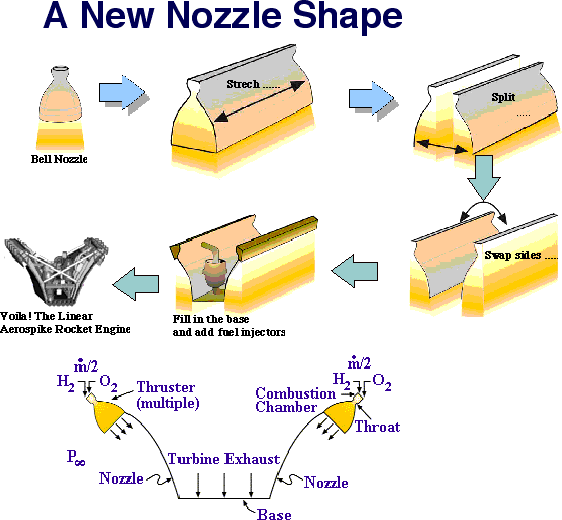 A New Nozzle Shape
Strech ......
Split
.....
Bell Nozzle
Swap sides .....
Voila! The Linear
Aerospike Rocket Engine
Fill in the base
and add fuel injectors
ṁ/2
H₂ O₂
Thruster
(multiple)
ṁ/2
H₂ O₂
Combustion
Chamber
Throat
P∞
Turbine Exhaust
Nozzle
Nozzle
Base